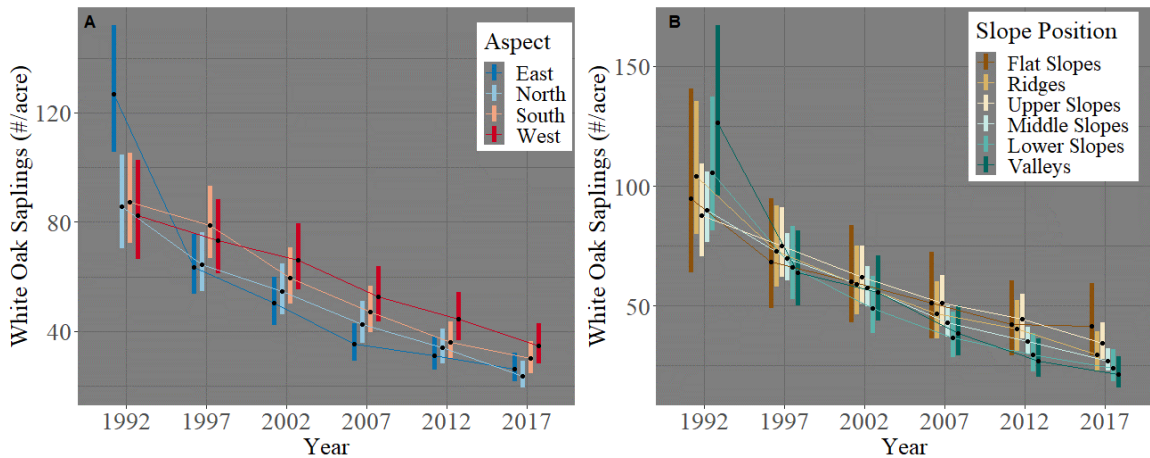 A
White Oak Saplings (#/acre)
120
80
40
1992 1997 2002 2007 2012 2017
Year
Aspect
East
North
South
West
B
White Oak Saplings (#/acre)
150
100
50
1992 1997 2002 2007 2012 2017
Year
Slope Position
Flat Slopes
Ridges
Upper Slopes
Middle Slopes
Lower Slopes
Valleys